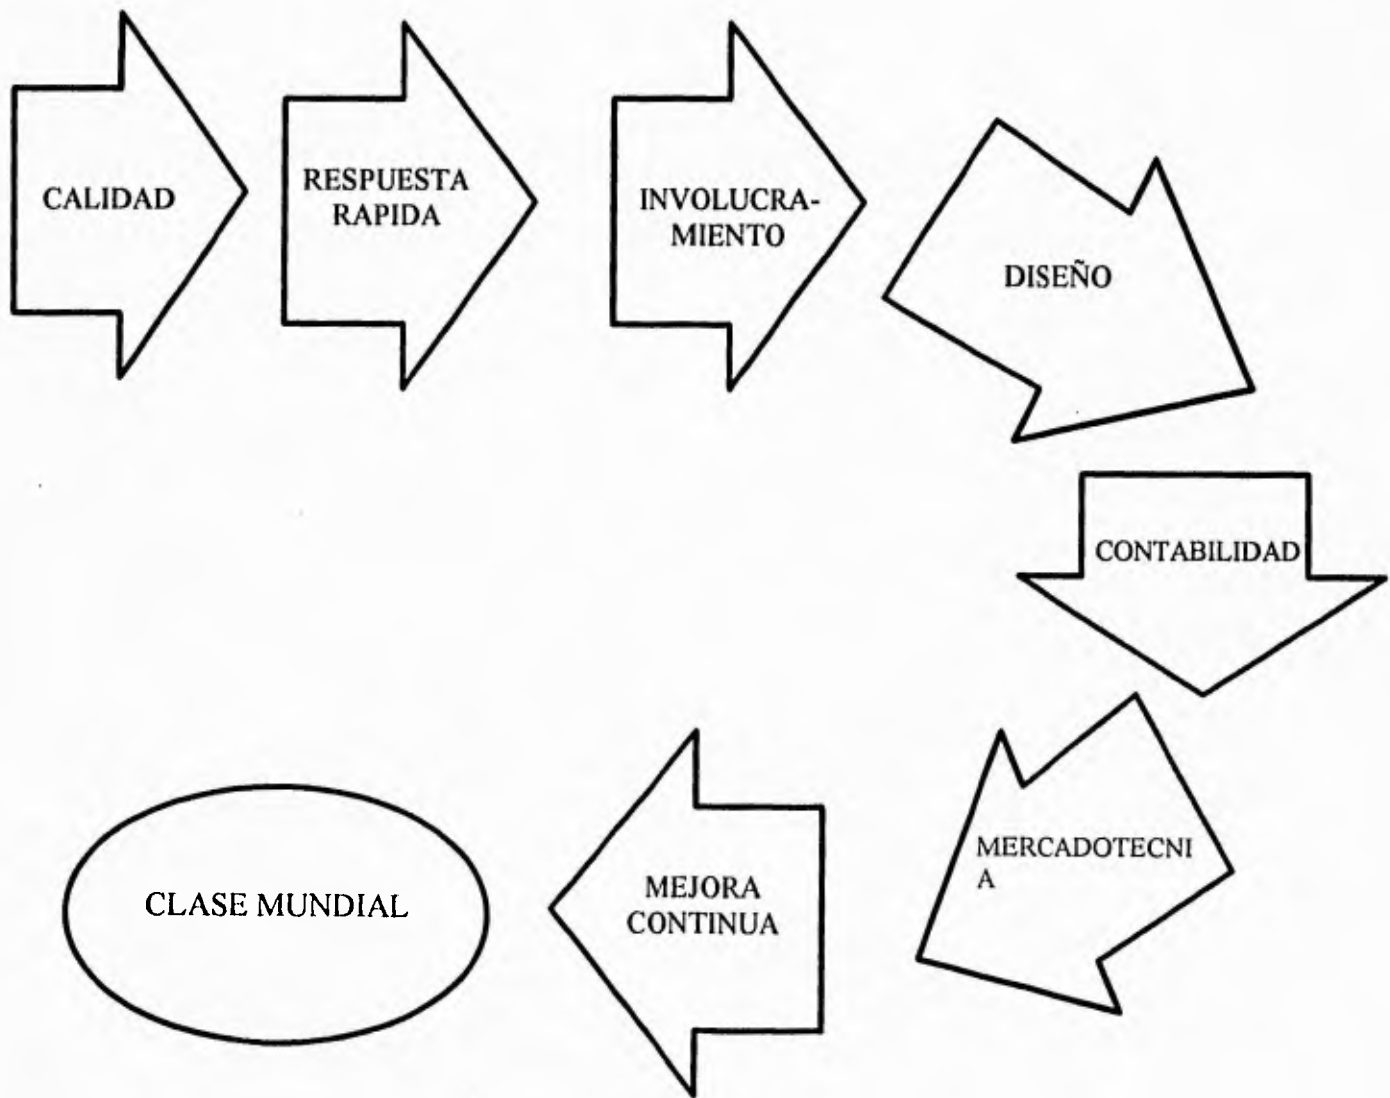 CALIDAD
RESPUESTA
RAPIDA
INVOLUCRA-
MIENTO
DISEÑO
CONTABILIDAD
MERCADOTECNI
A
MEJORA
CONTINUA
CLASE MUNDIAL